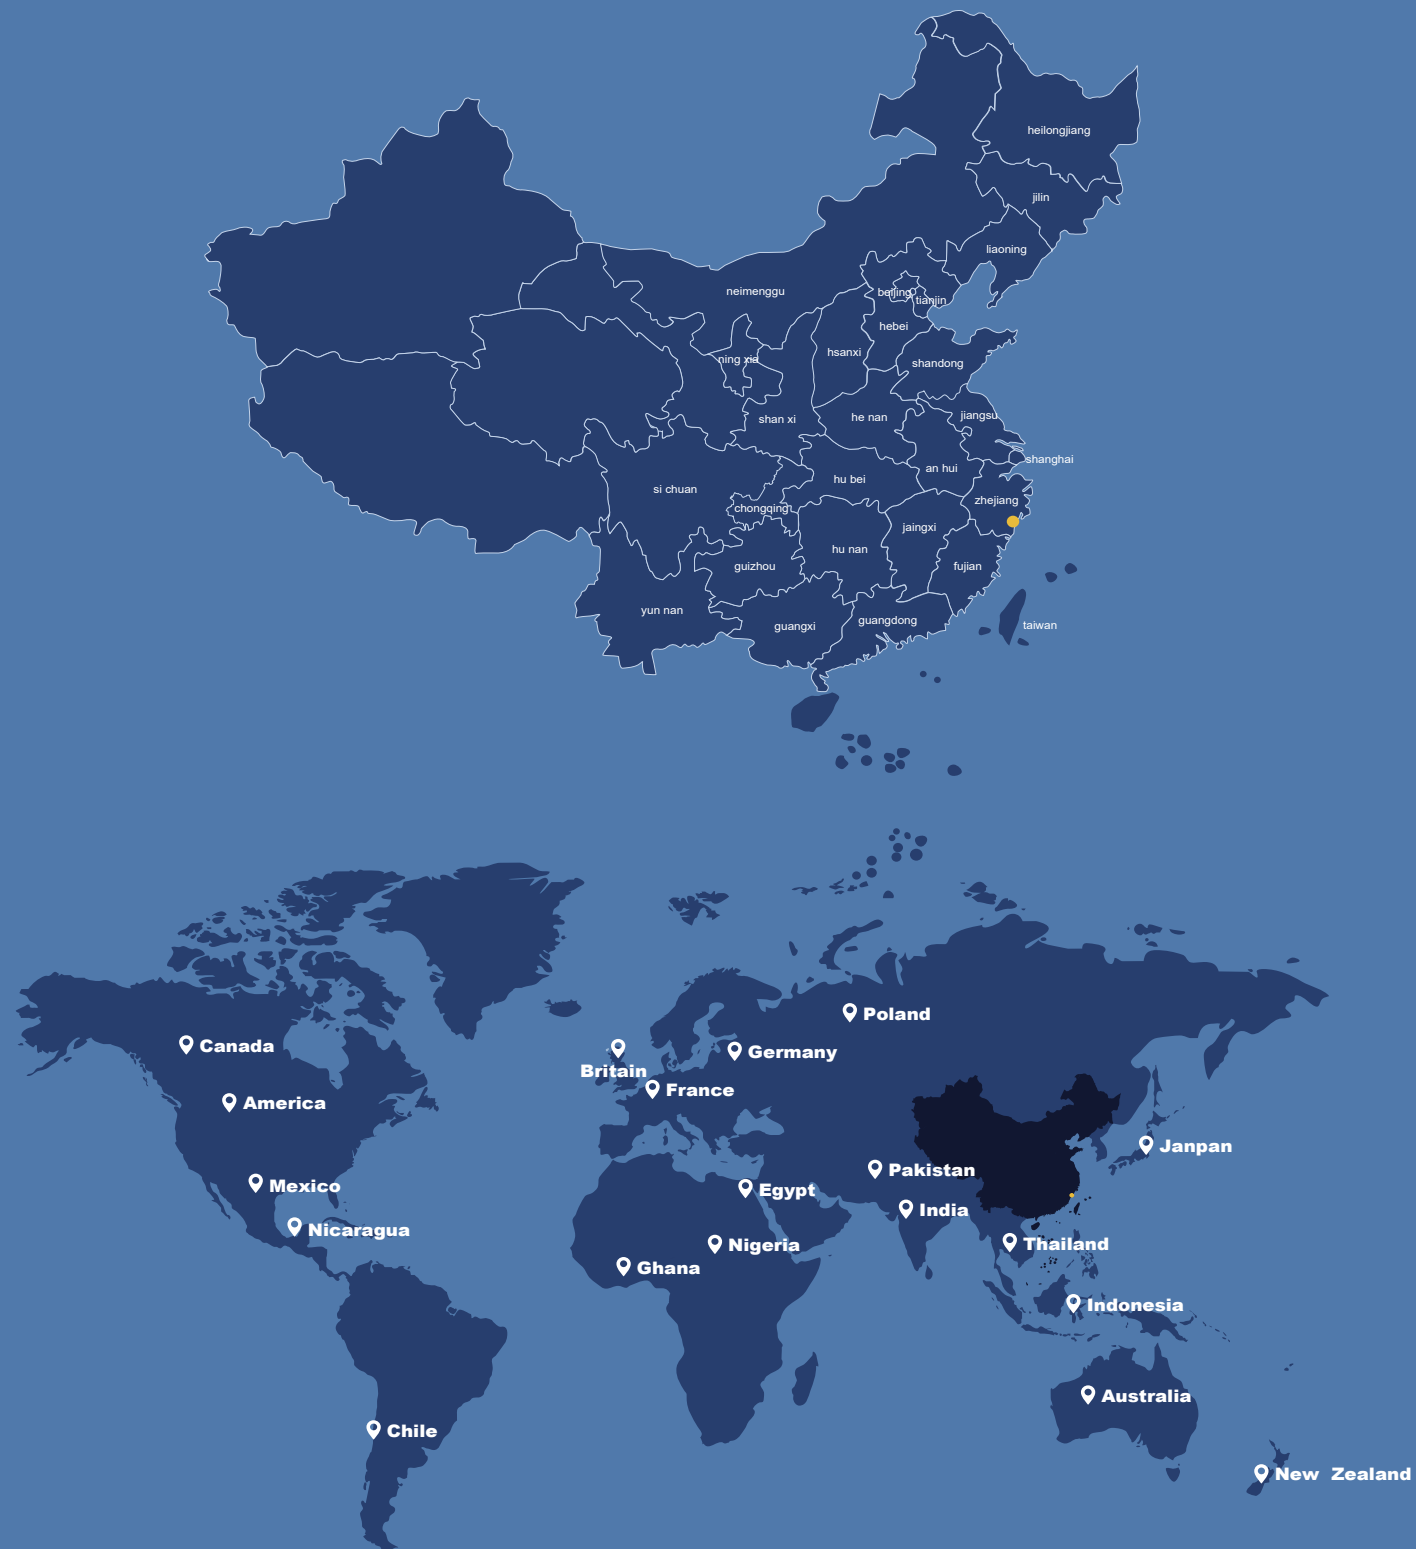 heilongjiang
jilin
liaoning
neimenggu
beijing
tianjin
hebei
hsanxi
ning xia
shandong
shan xi
he nan
jiangsu
shanghai
an hui
hu bei
si chuan
zhejiang
chongqing
jaingxi
hu nan
guizhou
fujian
yun nan
guangxi
guangdong
taiwan
Poland
Canada
Germany
Britain
France
America
Janpan
Pakistan
Mexico
Egypt
India
Nicaragua
Nigeria
Thailand
Ghana
Indonesia
Australia
Chile
New Zealand